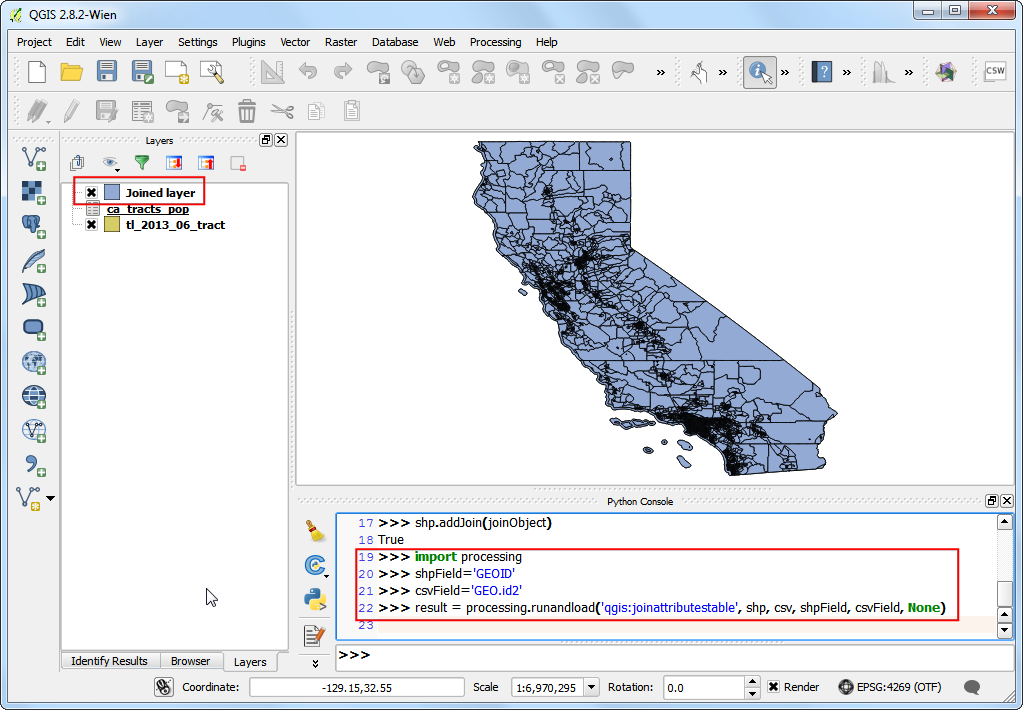 QGIS 2.8.2-Wien
Project Edit View Layer Settings Plugins Vector Raster Database Web Processing Help
CSW
Layers
Joined layer
ca_tracts_pop
tl_2013_06_tract
Python Console
17 >>> shp.addJoin(joinObject)
18 True
19 >>> import processing
20 >>> shpField='GEOID'
21 >>> csvField='GEO.id2'
22 >>> result = processing.runandload('qgis:joinattributestable', shp, csv, shpField, csvField, None)
23
>>>
Identify Results Browser Layers
Coordinate: -129.15,32.55 Scale 1:6,970,295 Rotation: 0.0 Render EPSG:4269 (OTF)